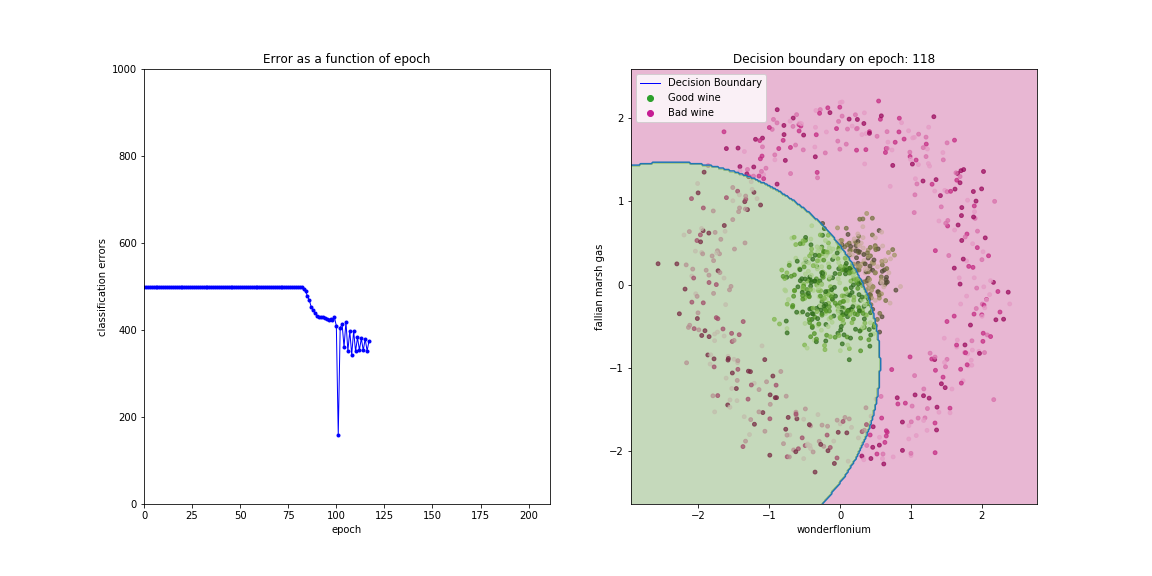 Error as a function of epoch
1000
800
600
400
200
0
classification errors
0 25 50 75 100 125 150 175 200
epoch
Decision boundary on epoch: 118
Decision Boundary
Good wine
Bad wine
2
1
0
−1
−2
fallian marsh gas
−2 −1 0 1 2
wonderflonium